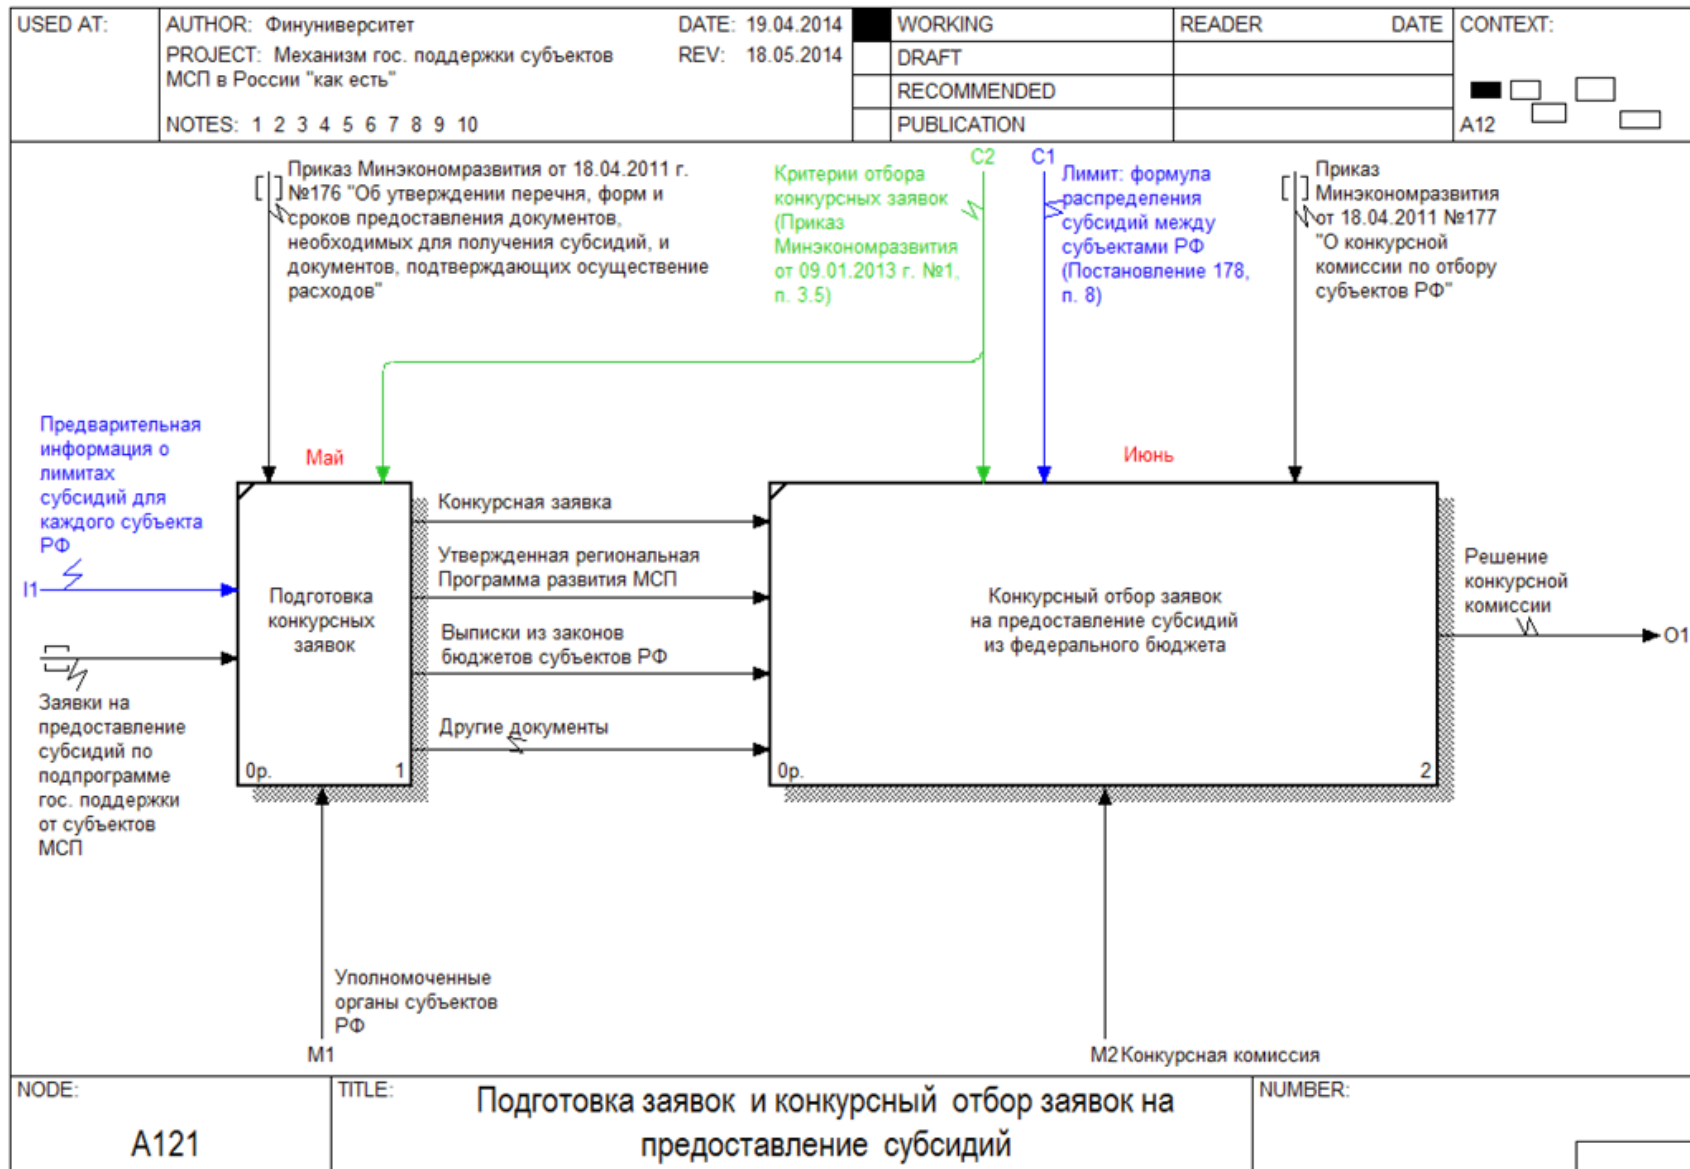 USED AT:
AUTHOR: Финуниверситет
DATE: 19.04.2014
PROJECT: Механизм гос. поддержки субъектов
МСП в России "как есть"
REV: 18.05.2014
NOTES: 1 2 3 4 5 6 7 8 9 10
WORKING
DRAFT
RECOMMENDED
PUBLICATION
READER
DATE
CONTEXT:
A12
Приказ Минэкономразвития от 18.04.2011 г.
№176 "Об утверждении перечня, форм и
сроков предоставления документов,
необходимых для получения субсидий, и
документов, подтверждающих осуществение
расходов"
C2
Критерии отбора
конкурсных заявок
(Приказ
Минэкономразвития
от 09.01.2013 г. №1,
п. 3.5)
C1
Лимит: формула
распределения
субсидий между
субъектами РФ
(Постановление 178,
п. 8)
Приказ
Минэкономразвития
от 18.04.2011 №177
"О конкурсной
комиссии по отбору
субъектов РФ"
Предварительная
информация о
лимитах
субсидий для
каждого субъекта
РФ
I1
Май
Июнь
Заявки на
предоставление
субсидий по
подпрограмме
гос. поддержки
от субъектов
МСП
Подготовка
конкурсных
заявок
0р. 1
Конкурсная заявка
Утвержденная региональная
Программа развития МСП
Выписки из законов
бюджетов субъектов РФ
Другие документы
Конкурсный отбор заявок
на предоставление субсидий
из федерального бюджета
0р. 2
Решение
конкурсной
комиссии
O1
Уполномоченные
органы субъектов
РФ
M1
M2 Конкурсная комиссия
NODE:
A121
TITLE:
Подготовка заявок и конкурсный отбор заявок на
предоставление субсидий
NUMBER: